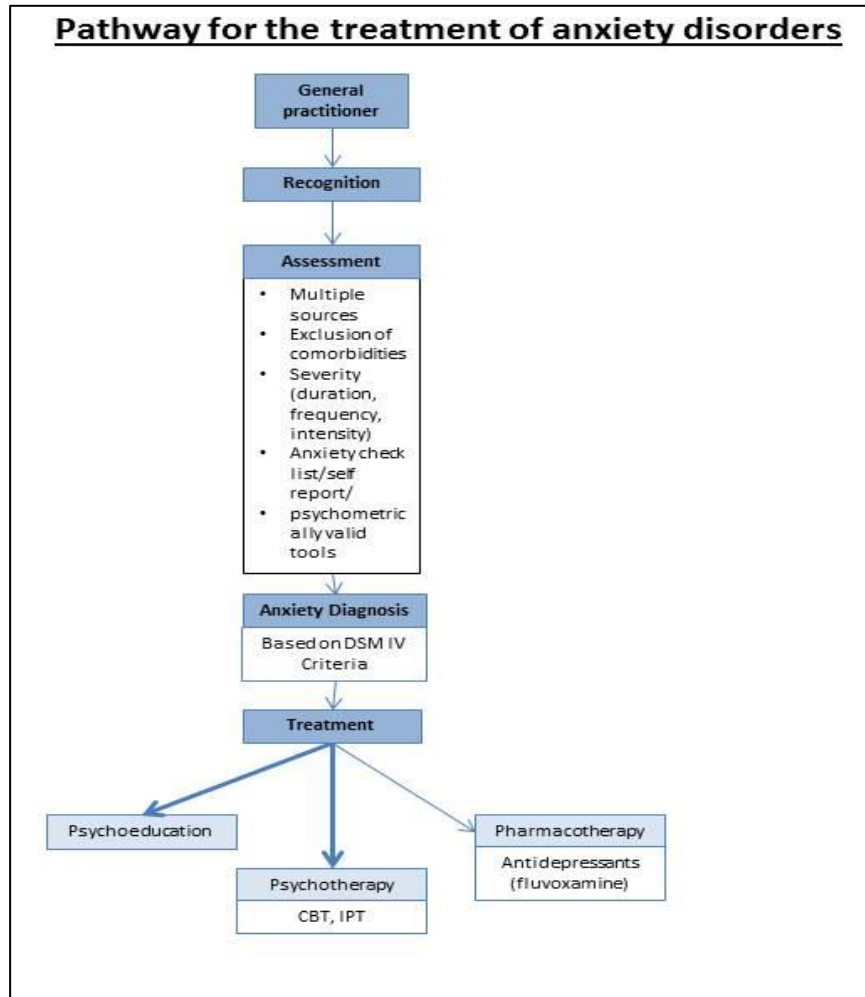 Pathway for the treatment of anxiety disorders
General
practitioner
Recognition
Assessment
• Multiple
sources
• Exclusion of
comorbidities
• Severity
(duration,
frequency,
intensity)
• Anxiety check
list/self
report/
• psychometric
ally valid
tools
Anxiety Diagnosis
Based on DSM IV
Criteria
Treatment
Psychoeducation
Psychotherapy
CBT, IPT
Pharmacotherapy
Antidepressants
(fluvoxamine)